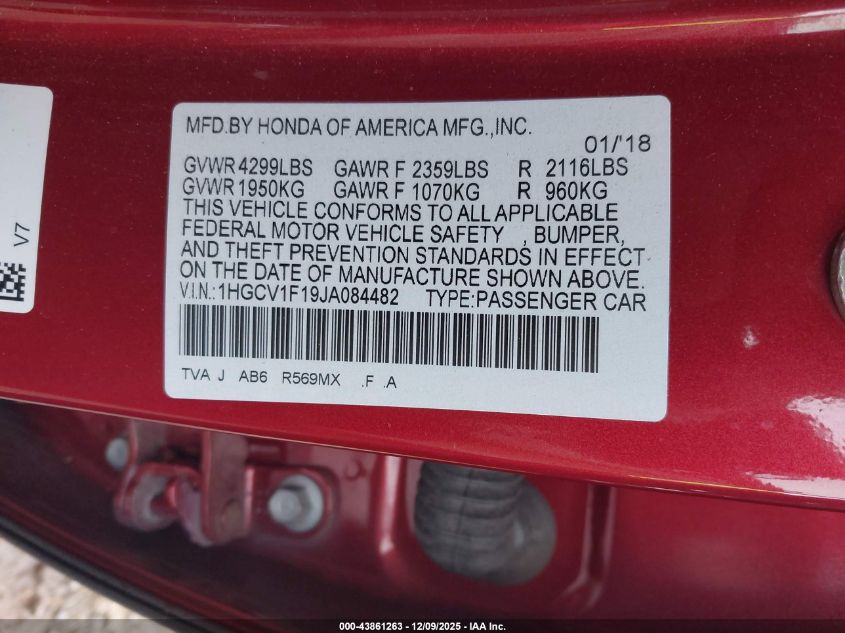 MFD.BY HONDA OF AMERICA MFG.,INC.
01/'18
GVWR 4299LBS GAWR F 2359LBS R 2116LBS
GVWR 1950KG GAWR F 1070KG R 960KG
THIS VEHICLE CONFORMS TO ALL APPLICABLE
FEDERAL MOTOR VEHICLE SAFETY , BUMPER,
AND THEFT PREVENTION STANDARDS IN EFFECT
ON THE DATE OF MANUFACTURE SHOWN ABOVE.
V.I.N.:1HGCV1F19JA084482 TYPE:PASSENGER CAR
TVA J AB6 R569MX .F .A
V7
000-43861263 • 12/09/2025 • IAA Inc.